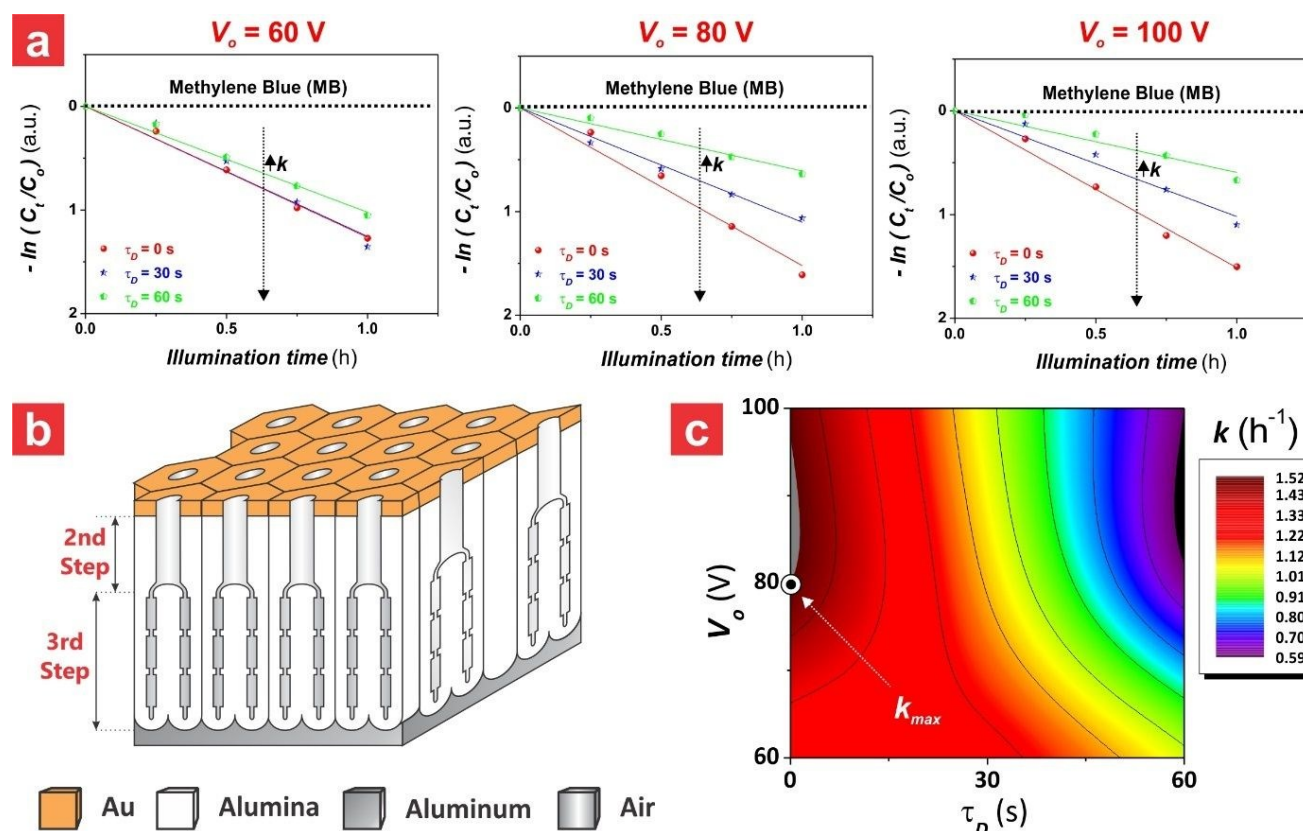 a
V_o = 60 V
V_o = 80 V
V_o = 100 V
- ln ( C_t /C_o ) (a.u.)
0
1
2
Methylene Blue (MB)
k
τ_D = 0 s
τ_D = 30 s
τ_D = 60 s
0.0 0.5 1.0
Illumination time (h)
- ln ( C_t /C_o ) (a.u.)
0
1
2
Methylene Blue (MB)
k
τ_D = 0 s
τ_D = 30 s
τ_D = 60 s
0.0 0.5 1.0
Illumination time (h)
- ln ( C_t /C_o ) (a.u.)
0
1
2
Methylene Blue (MB)
k
τ_D = 0 s
τ_D = 30 s
τ_D = 60 s
0.0 0.5 1.0
Illumination time (h)
b
2nd
Step
3rd
Step
Au Alumina Aluminum Air
c
V_o (V)
100
80
60
k_max
0 30 60
τ_D (s)
k (h⁻¹)
1.52
1.43
1.33
1.22
1.12
1.01
0.91
0.80
0.70
0.59